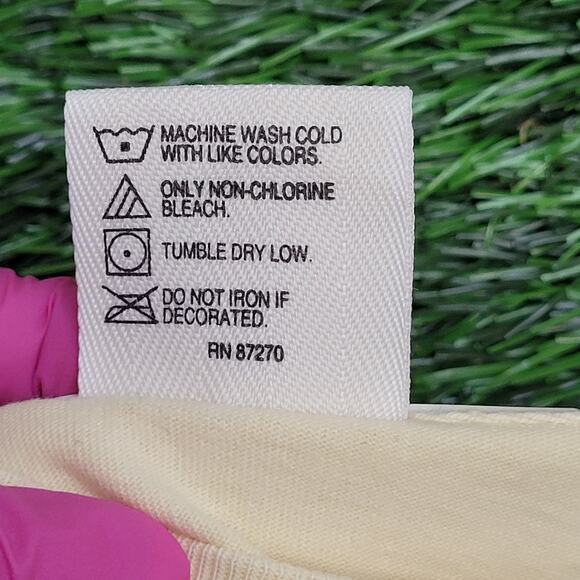 MACHINE WASH COLD
WITH LIKE COLORS.
ONLY NON-CHLORINE
BLEACH.
TUMBLE DRY LOW.
DO NOT IRON IF
DECORATED.
RN 87270